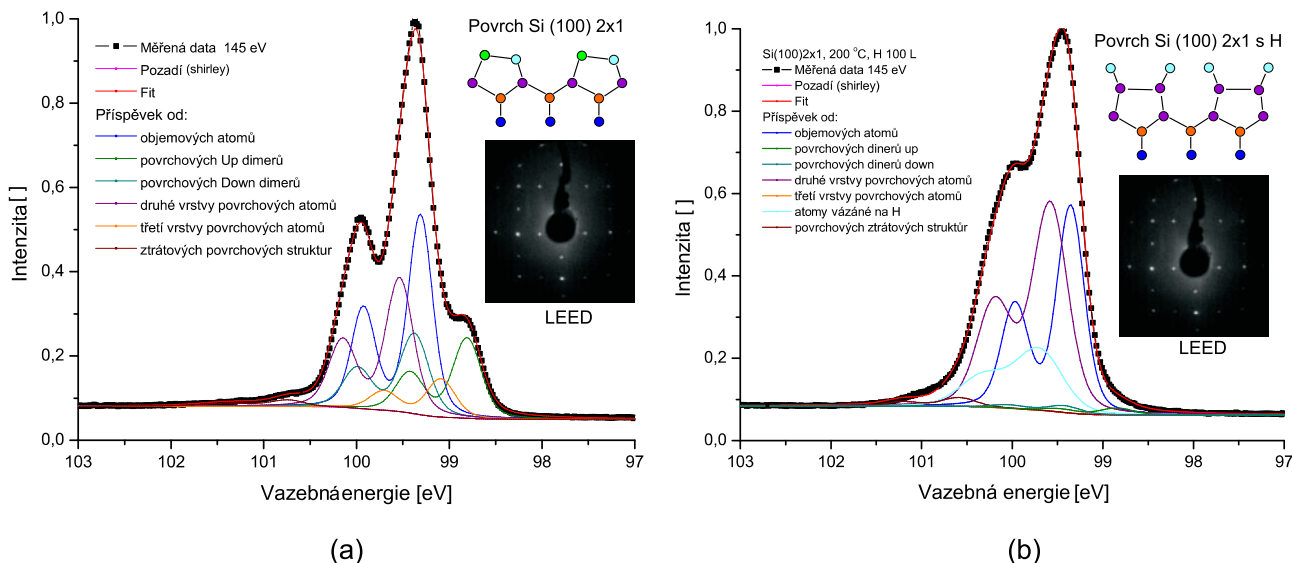 Povrch Si (100) 2x1
Měřená data 145 eV
Pozadí (shirley)
Fit
Příspěvek od:
objemových atomů
povrchových Up dimerů
povrchových Down dimerů
druhé vrstvy povrchových atomů
třetí vrstvy povrchových atomů
ztrátových povrchových struktur
LEED
Intenzita[ ]
1,0
0,8
0,6
0,4
0,2
0,0
103
102
101
100
99
98
97
Vazebná energie [eV]
(a)
Povrch Si (100) 2x1 s H
Si(100)2x1, 200 °C, H 100 L
Měřená data 145 eV
Pozadí (shirley)
Fit
Příspěvek od:
objemových atomů
povrchových dinerů up
povrchových dinerů down
druhé vrstvy povrchových atomů
třetí vrstvy povrchových atomů
atomy vázáné na H
povrchových ztrátových struktůr
LEED
Intenzita [ ]
1,0
0,8
0,6
0,4
0,2
0,0
103
102
101
100
99
98
97
Vazebná energie [eV]
(b)